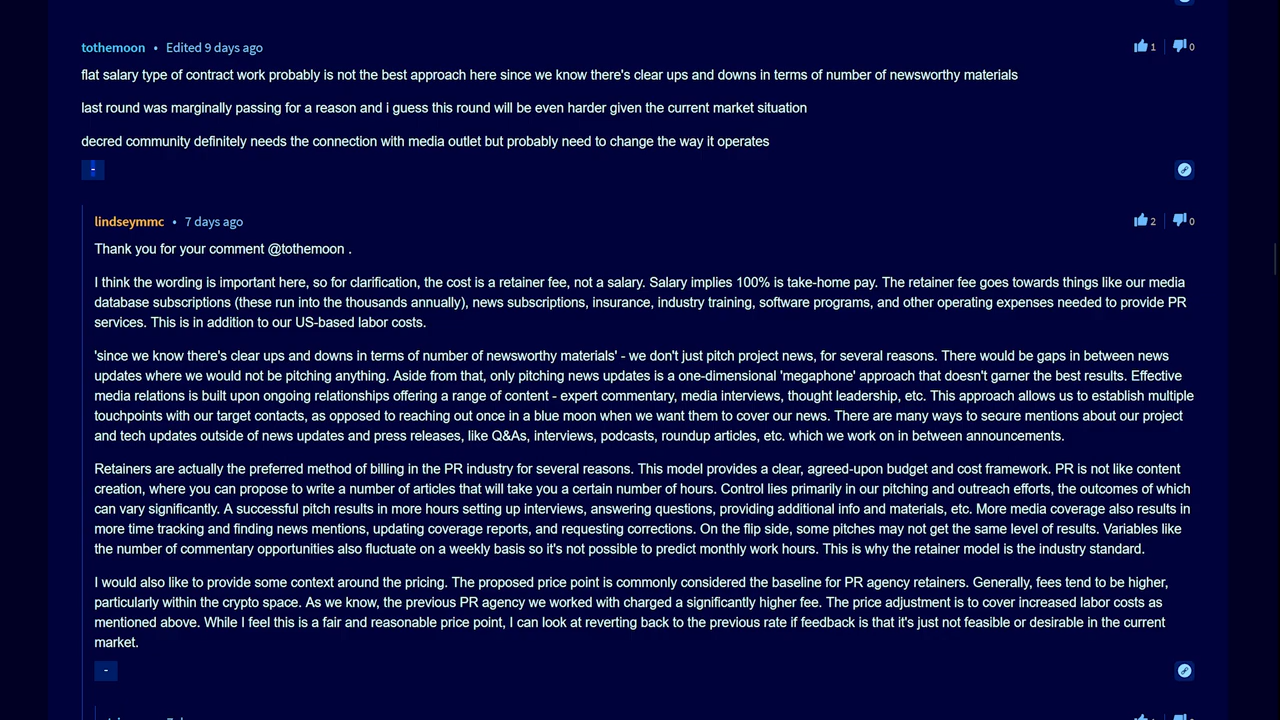 tothemoon • Edited 9 days ago 1 0
flat salary type of contract work probably is not the best approach here since we know there's clear ups and downs in terms of number of newsworthy materials
last round was marginally passing for a reason and i guess this round will be even harder given the current market situation
decred community definitely needs the connection with media outlet but probably need to change the way it operates
-
lindseymmc • 7 days ago 2 0
Thank you for your comment @tothemoon .
I think the wording is important here, so for clarification, the cost is a retainer fee, not a salary. Salary implies 100% is take-home pay. The retainer fee goes towards things like our media
database subscriptions (these run into the thousands annually), news subscriptions, insurance, industry training, software programs, and other operating expenses needed to provide PR
services. This is in addition to our US-based labor costs.
'since we know there's clear ups and downs in terms of number of newsworthy materials' - we don't just pitch project news, for several reasons. There would be gaps in between news
updates where we would not be pitching anything. Aside from that, only pitching news updates is a one-dimensional 'megaphone' approach that doesn't garner the best results. Effective
media relations is built upon ongoing relationships offering a range of content - expert commentary, media interviews, thought leadership, etc. This approach allows us to establish multiple
touchpoints with our target contacts, as opposed to reaching out once in a blue moon when we want them to cover our news. There are many ways to secure mentions about our project
and tech updates outside of news updates and press releases, like Q&As, interviews, podcasts, roundup articles, etc. which we work on in between announcements.
Retainers are actually the preferred method of billing in the PR industry for several reasons. This model provides a clear, agreed-upon budget and cost framework. PR is not like content
creation, where you can propose to write a number of articles that will take you a certain number of hours. Control lies primarily in our pitching and outreach efforts, the outcomes of which
can vary significantly. A successful pitch results in more hours setting up interviews, answering questions, providing additional info and materials, etc. More media coverage also results in
more time tracking and finding news mentions, updating coverage reports, and requesting corrections. On the flip side, some pitches may not get the same level of results. Variables like
the number of commentary opportunities also fluctuate on a weekly basis so it's not possible to predict monthly work hours. This is why the retainer model is the industry standard.
I would also like to provide some context around the pricing. The proposed price point is commonly considered the baseline for PR agency retainers. Generally, fees tend to be higher,
particularly within the crypto space. As we know, the previous PR agency we worked with charged a significantly higher fee. The price adjustment is to cover increased labor costs as
mentioned above. While I feel this is a fair and reasonable price point, I can look at reverting back to the previous rate if feedback is that it's just not feasible or desirable in the current
market.
-